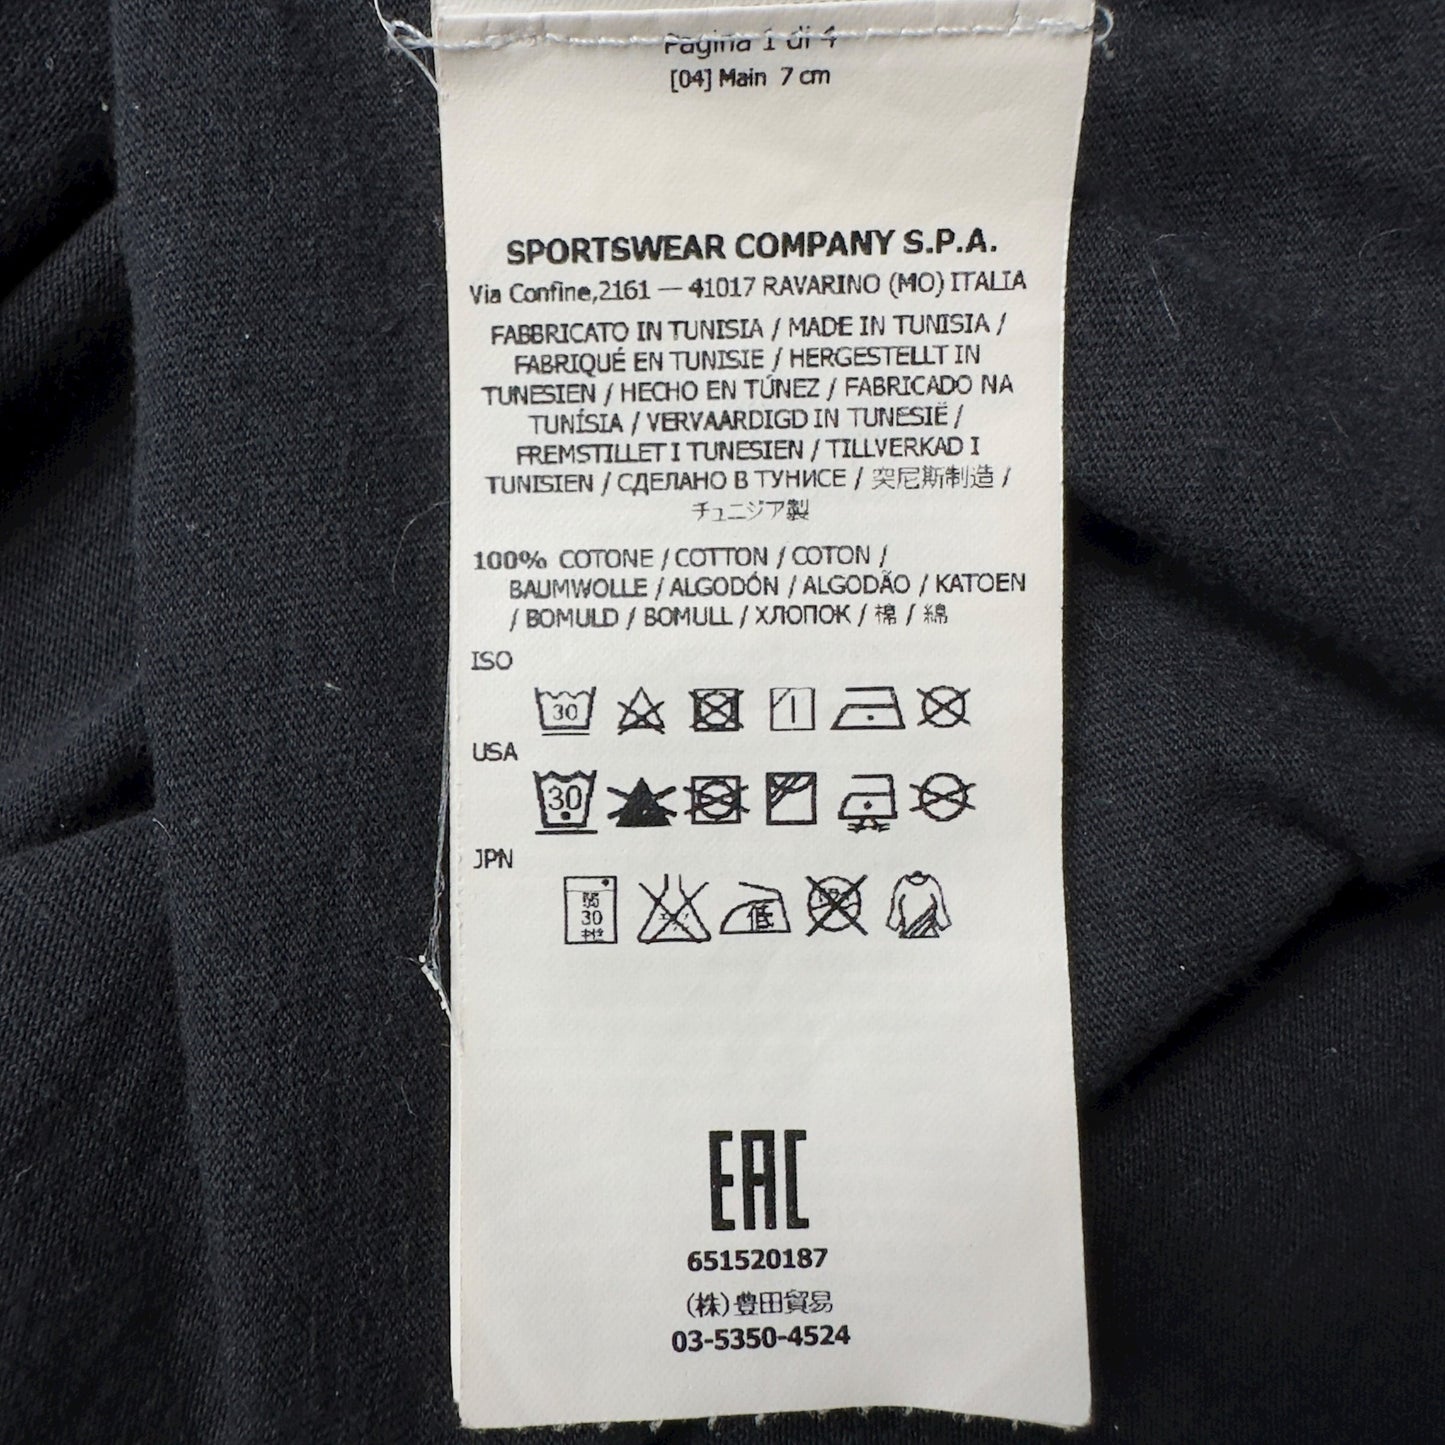 Pagina 1 di 4
[04] Main 7 cm
SPORTSWEAR COMPANY S.P.A.
Via Confine,2161 — 41017 RAVARINO (MO) ITALIA
FABBRICATO IN TUNISIA / MADE IN TUNISIA /
FABRIQUÉ EN TUNISIE / HERGESTELLT IN
TUNESIEN / HECHO EN TÚNEZ / FABRICADO NA
TUNÍSIA / VERVAARDIGD IN TUNESIË /
FREMSTILLET I TUNESIEN / TILLVERKAD I
TUNISIEN / СДЕЛАНО В ТУНИСЕ / 突尼斯制造 /
チュニジア製
100% COTONE / COTTON / COTON /
BAUMWOLLE / ALGODÓN / ALGODÃO / KATOEN
/ BOMULD / BOMULL / ХЛОПОК / 棉 / 綿
ISO
30
USA
30
JPN
弱
30
低
EAC
651520187
(株)豊田貿易
03-5350-4524